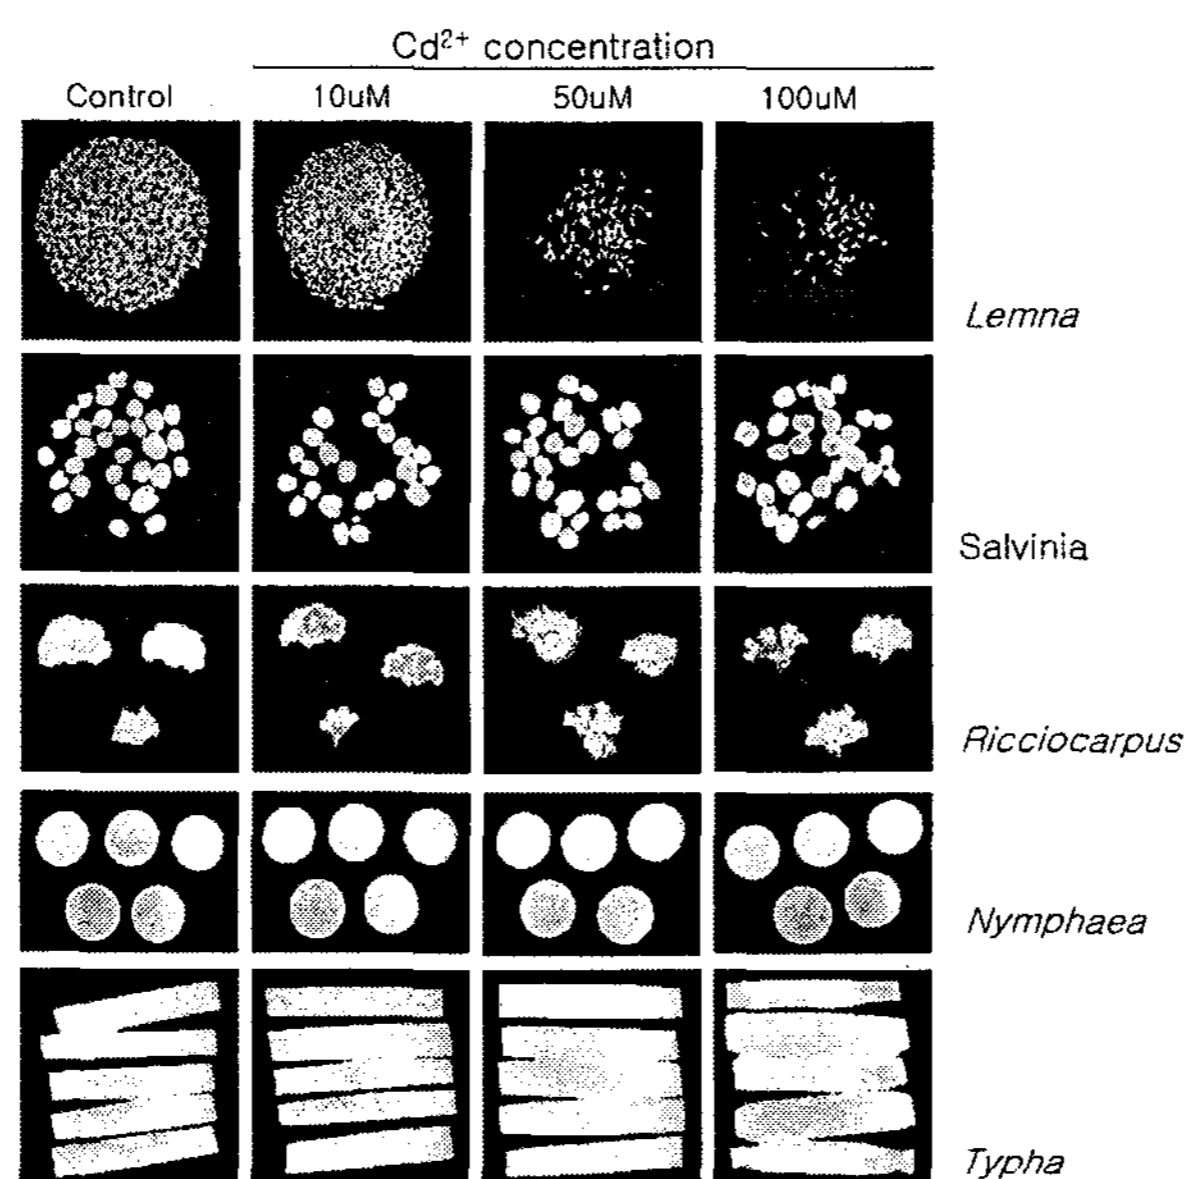 Cd²⁺ concentration
Control 10uM 50uM 100uM
Lemna
Salvinia
Ricciocarpus
Nymphaea
Typha